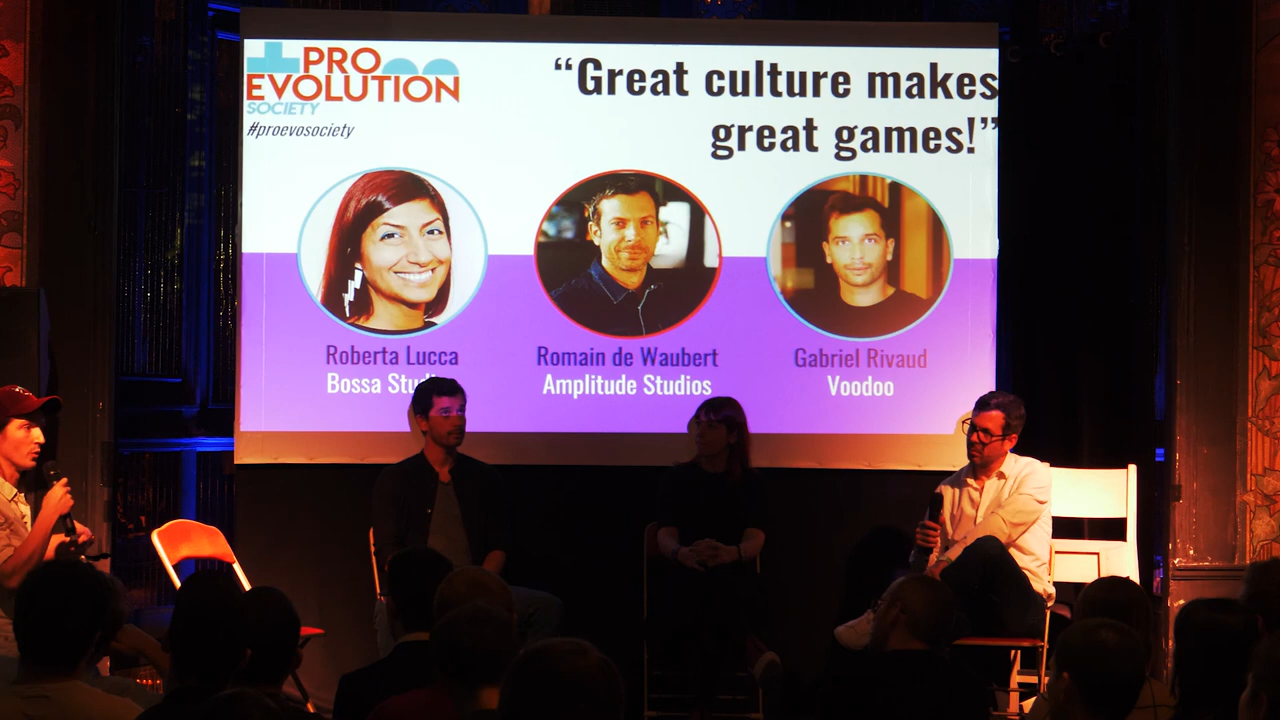 PRO
EVOLUTION
SOCIETY
#proevosociety
“Great culture makes
great games!”
Roberta Lucca
Bossa
Romain de Waubert
Amplitude Studios
Gabriel Rivaud
Voodoo